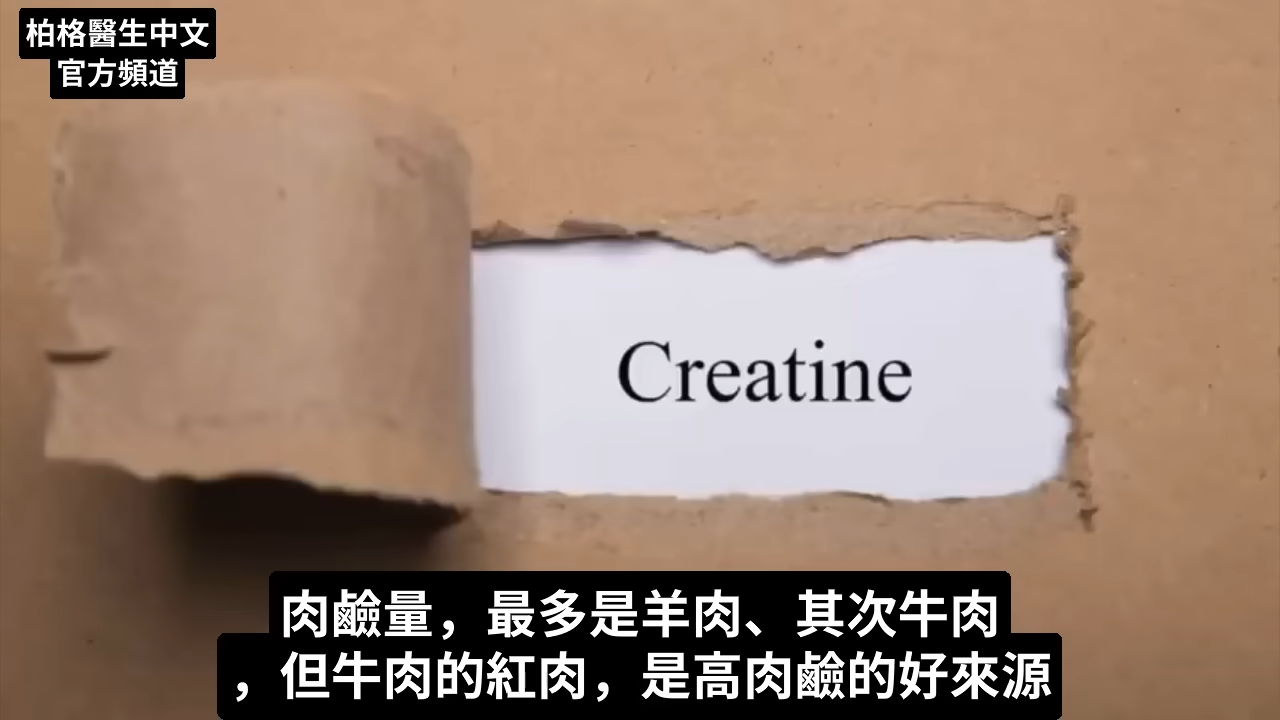 柏格醫生中文
官方頻道
Creatine
肉鹼量，最多是羊肉、其次牛肉
，但牛肉的紅肉，是高肉鹼的好來源